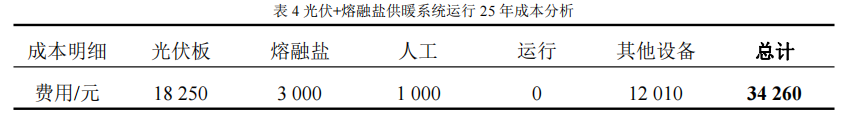 表 4 光伏+熔融盐供暖系统运行 25 年成本分析
成本明细 光伏板 熔融盐 人工 运行 其他设备 总计
费用/元 18 250 3 000 1 000 0 12 010 34 260